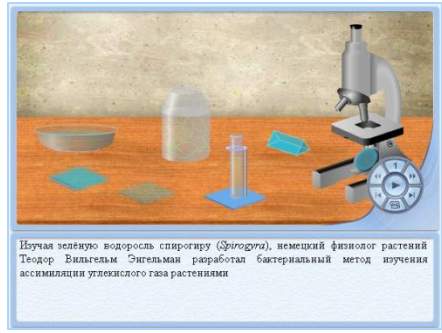 1
Изучая зелёную водоросль спирогиру (Spirogyra), немецкий физиолог растений
Теодор Вильгельм Энгельман разработал бактериальный метод изучения
ассимиляции углекислого газа растениями